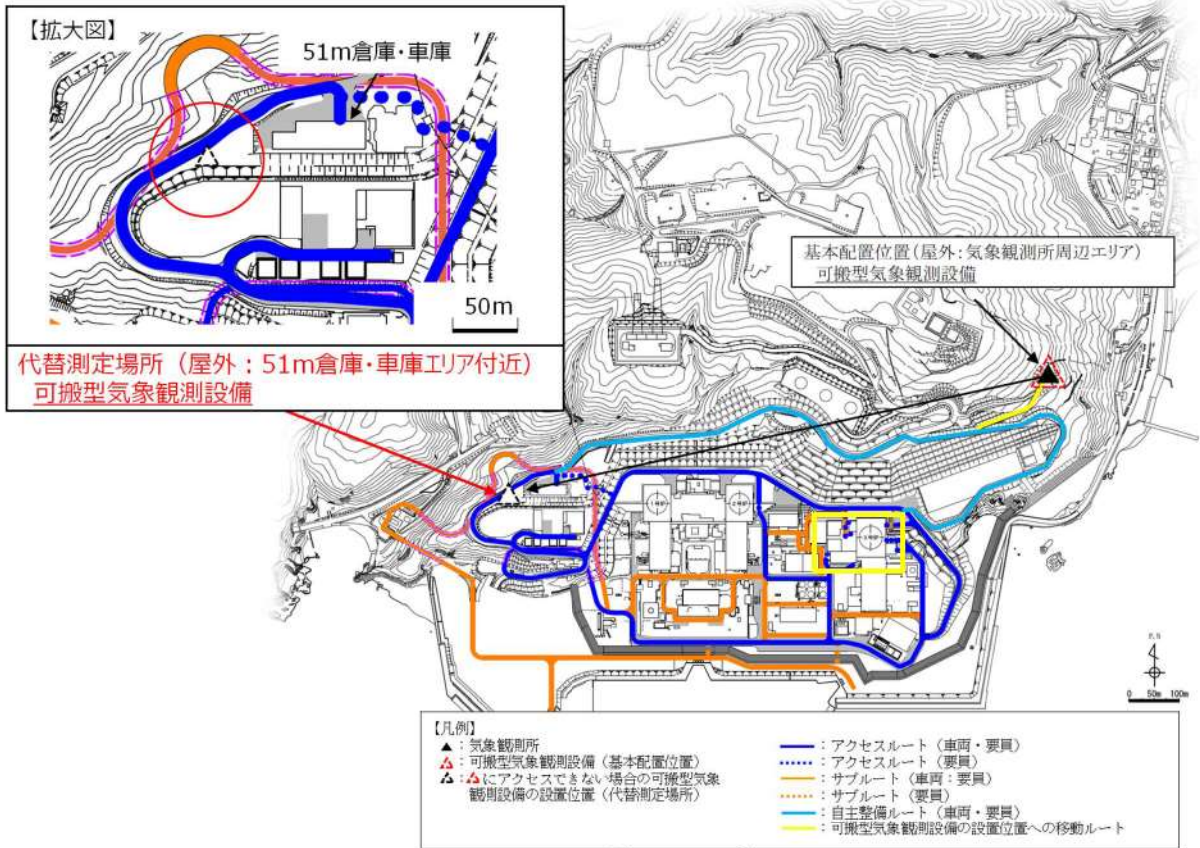 【拡大図】
51m倉庫・車庫
50m
代替測定場所（屋外：51m倉庫・車庫エリア付近）
可搬型気象観測設備
基本配置位置(屋外:気象観測所周辺エリア)
可搬型気象観測設備
P.N
0 50m 100m
【凡例】
▲：気象観測所
：可搬型気象観測設備（基本配置位置）
：にアクセスできない場合の可搬型気象
観測設備の設置位置（代替測定場所）
：アクセスルート（車両・要員）
：アクセスルート（要員）
：サブルート（車両：要員）
：サブルート（要員）
：自主整備ルート（車両・要員）
：可搬型気象観測設備の設置位置への移動ルート